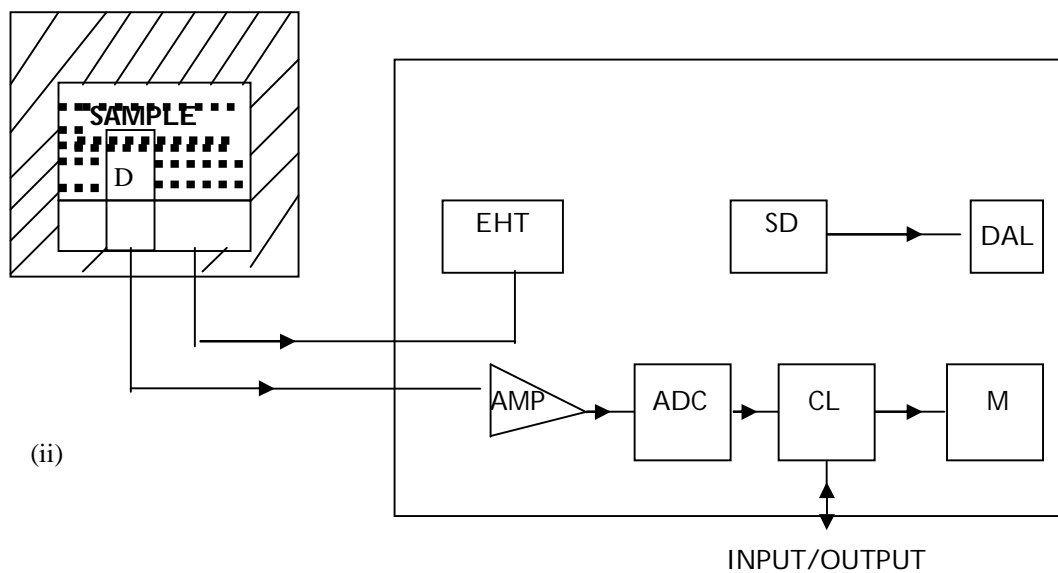 SAMPLE
D
EHT
SD
DAL
AMP
ADC
CL
M
(ii)
INPUT/OUTPUT